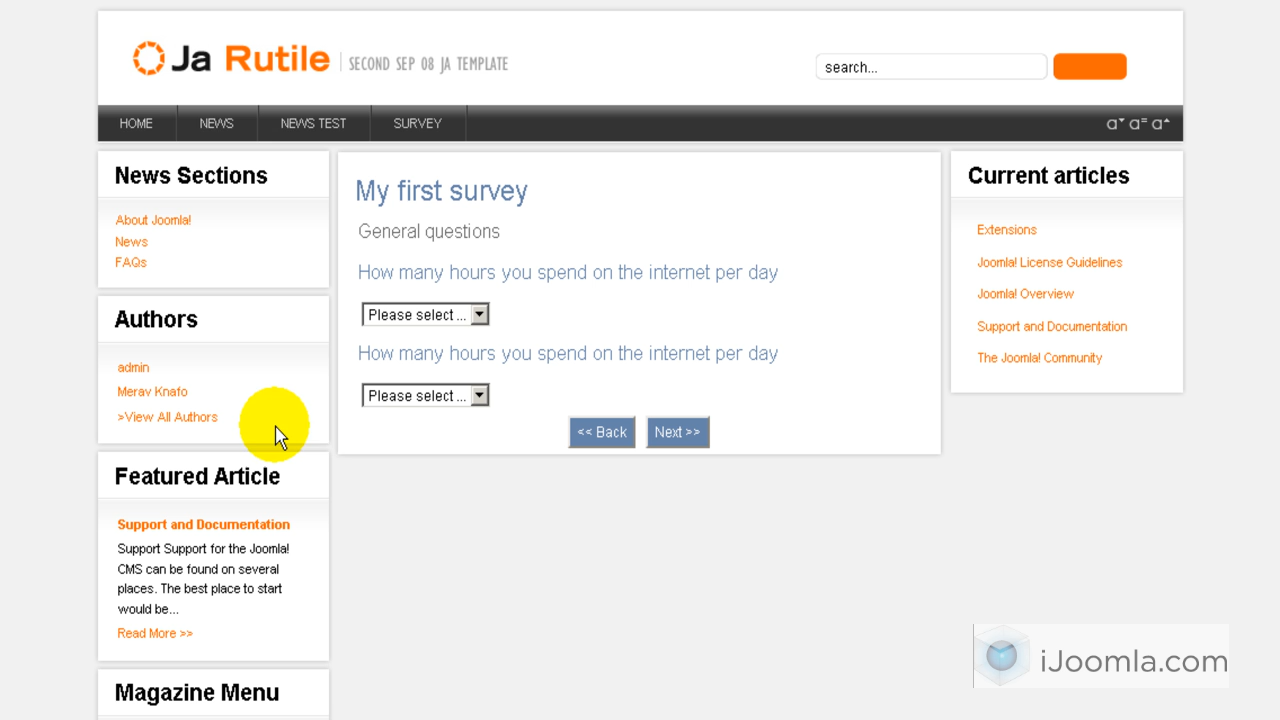 Ja Rutile
SECOND SEP 08 JA TEMPLATE
search...
HOME
NEWS
NEWS TEST
SURVEY
a a= a
News Sections
About Joomla!
News
FAQs
Authors
admin
Merav Knafo
>View All Authors
Featured Article
Support and Documentation
Support Support for the Joomla!
CMS can be found on several
places. The best place to start
would be...
Read More >>
Magazine Menu
My first survey
General questions
How many hours you spend on the internet per day
Please select ...
How many hours you spend on the internet per day
Please select ...
<< Back
Next >>
Current articles
Extensions
Joomla! License Guidelines
Joomla! Overview
Support and Documentation
The Joomla! Community
iJoomla.com